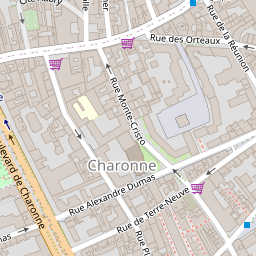 Rue des Orteaux
Rue de la Réunion
Rue Monte-Cristo
Charonne
Boulevard de Charonne
Rue Alexandre Dumas
Rue de Terre-Neuve